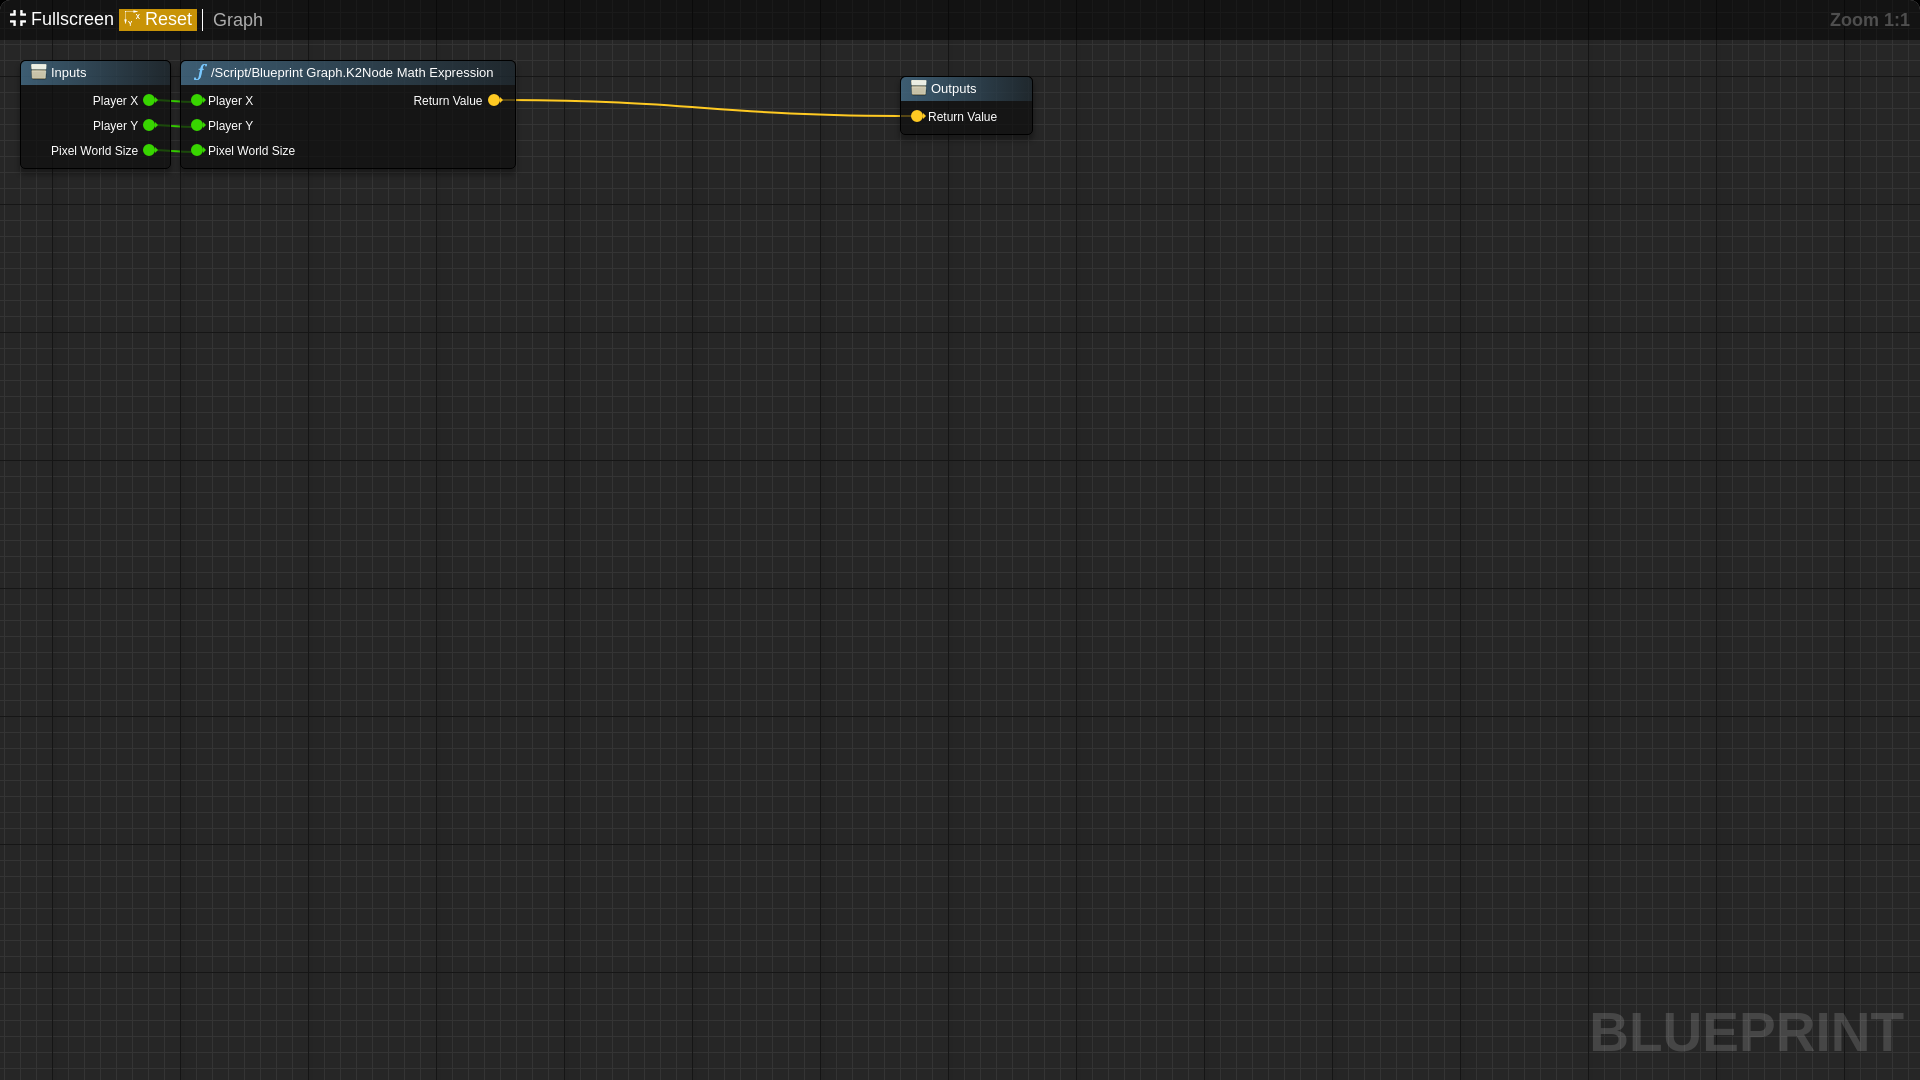 Fullscreen Reset Graph Zoom 1:1
Inputs
Player X
Player Y
Pixel World Size
/Script/Blueprint Graph.K2Node Math Expression
Player X Return Value
Player Y
Pixel World Size
Outputs
Return Value
BLUEPRINT